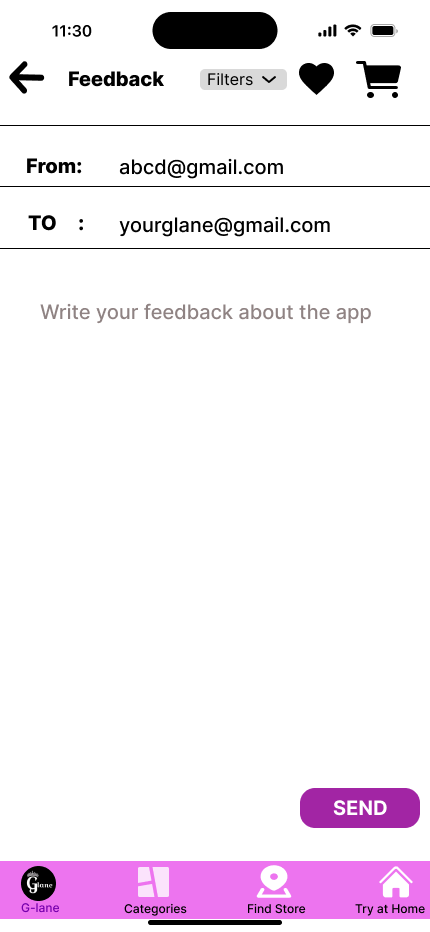 11:30
Feedback Filters
From: abcd@gmail.com
TO : yourglane@gmail.com
Write your feedback about the app
SEND
Glane
G-lane Categories Find Store Try at Home